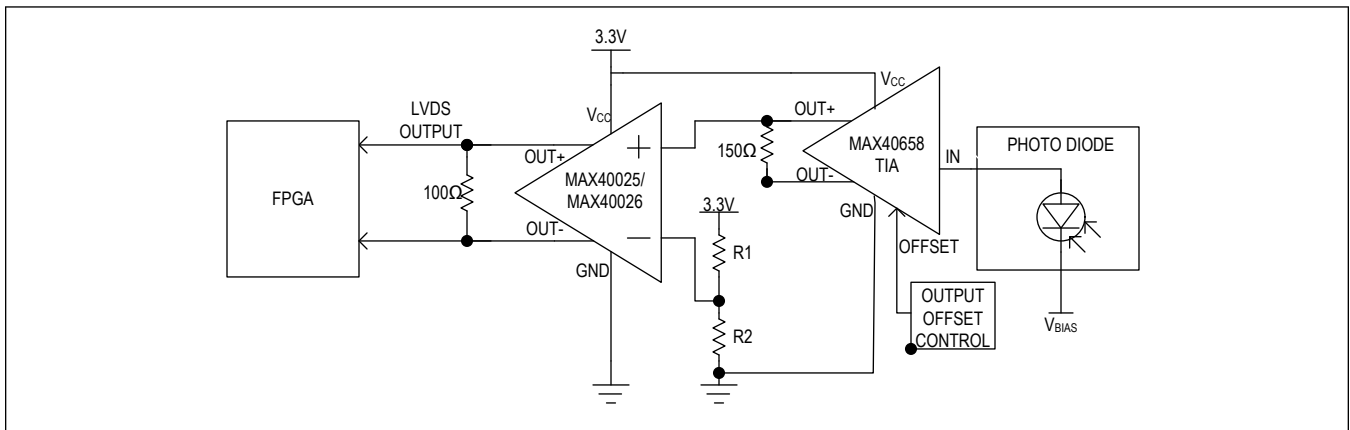 3.3V
LVDS
OUTPUT
VCC
OUT+
100Ω
OUT-
GND
FPGA
+
MAX40025/
MAX40026
−
3.3V
R1
R2
VCC
OUT+
150Ω
OUT-
GND
MAX40658
TIA
IN
OFFSET
OUTPUT
OFFSET
CONTROL
PHOTO DIODE
VBIAS